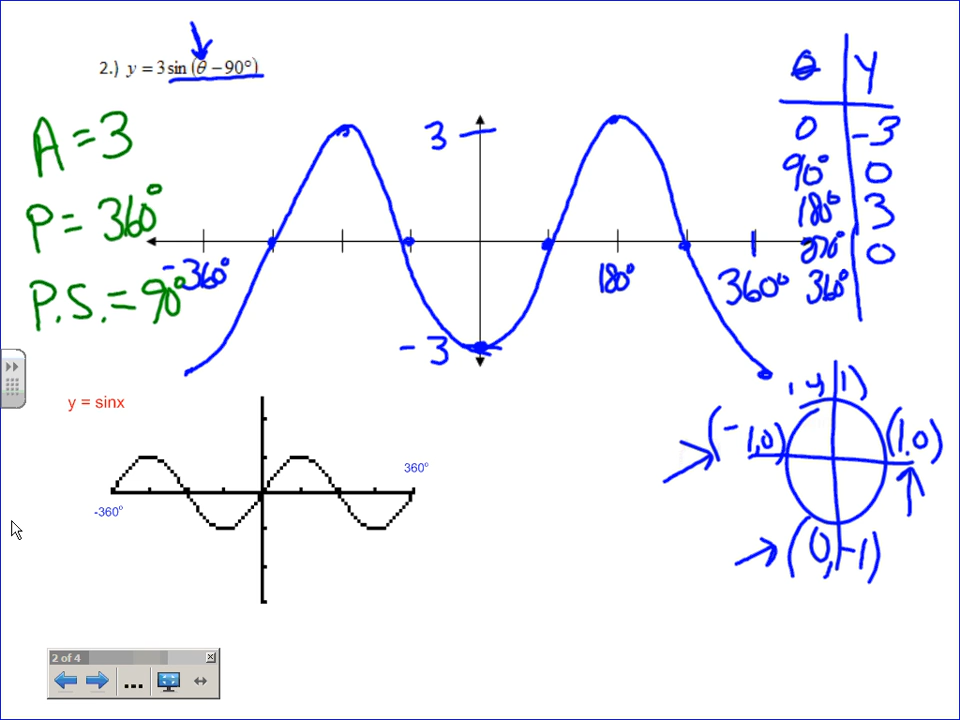 2.) y = 3 sin (θ − 90°)
A = 3
P = 360°
P.S. = 90°
3
-360°
180°
360°
-3
θ y
0 -3
90° 0
180° 3
270° 0
360°
y = sinx
-360°
360°
1)
(-1,0)
(1,0)
(0,-1)
2 of 4
...